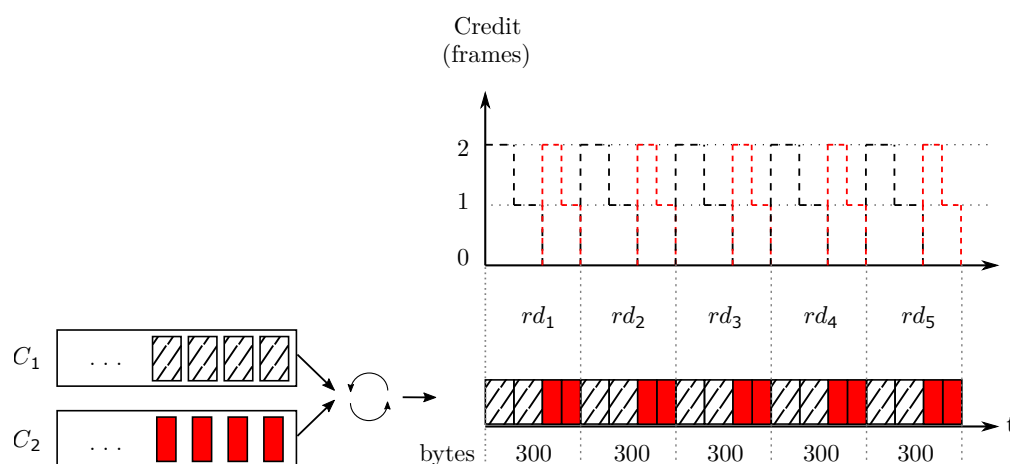 Credit
(frames)
2
1
0
rd₁ rd₂ rd₃ rd₄ rd₅
C₁ . . .
C₂ . . .
t
bytes 300 300 300 300 300